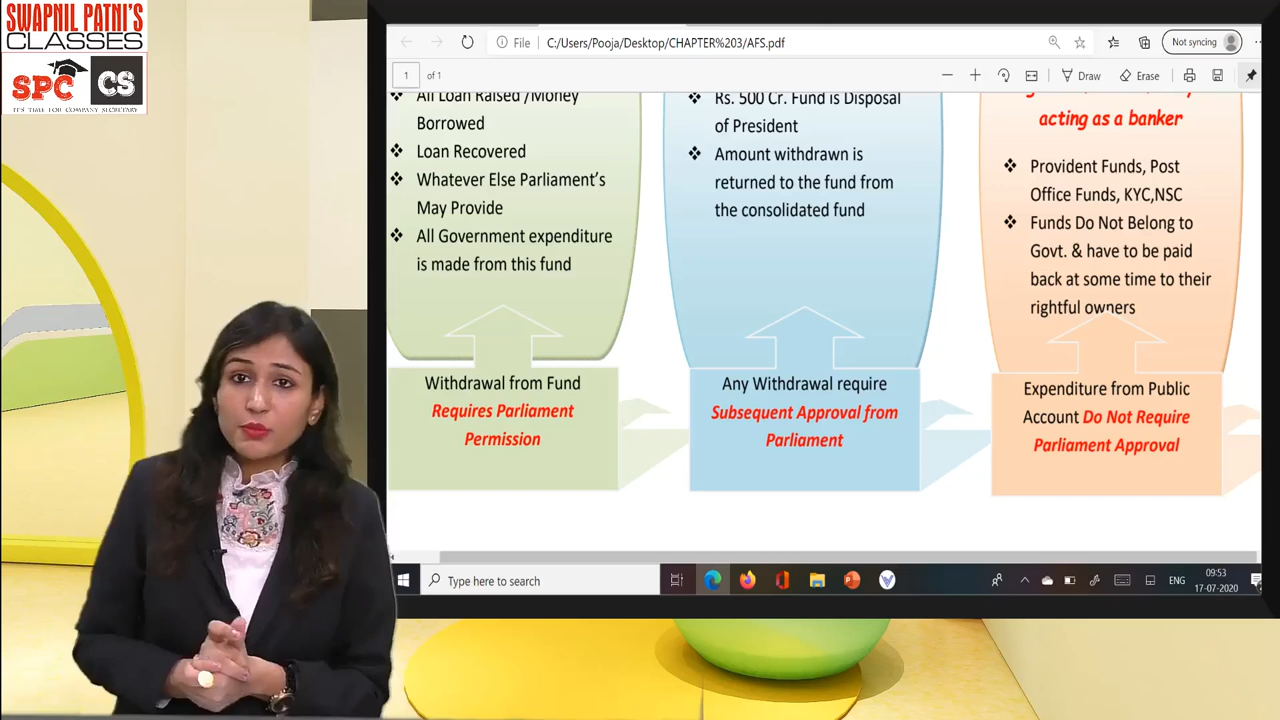 SWAPNIL PATNI'S
CLASSES
SPC CS
IT'S TIME FOR COMPANY SECRETARY
File C:/Users/Pooja/Desktop/CHAPTER%203/AFS.pdf Not syncing
1 of 1 Draw Erase
All Loan Raised /Money
Borrowed
Loan Recovered
Whatever Else Parliament's
May Provide
All Government expenditure
is made from this fund
Withdrawal from Fund
Requires Parliament
Permission
Rs. 500 Cr. Fund is Disposal
of President
Amount withdrawn is
returned to the fund from
the consolidated fund
Any Withdrawal require
Subsequent Approval from
Parliament
acting as a banker
Provident Funds, Post
Office Funds, KYC,NSC
Funds Do Not Belong to
Govt. & have to be paid
back at some time to their
rightful owners
Expenditure from Public
Account Do Not Require
Parliament Approval
Type here to search
ENG
09:53
17-07-2020